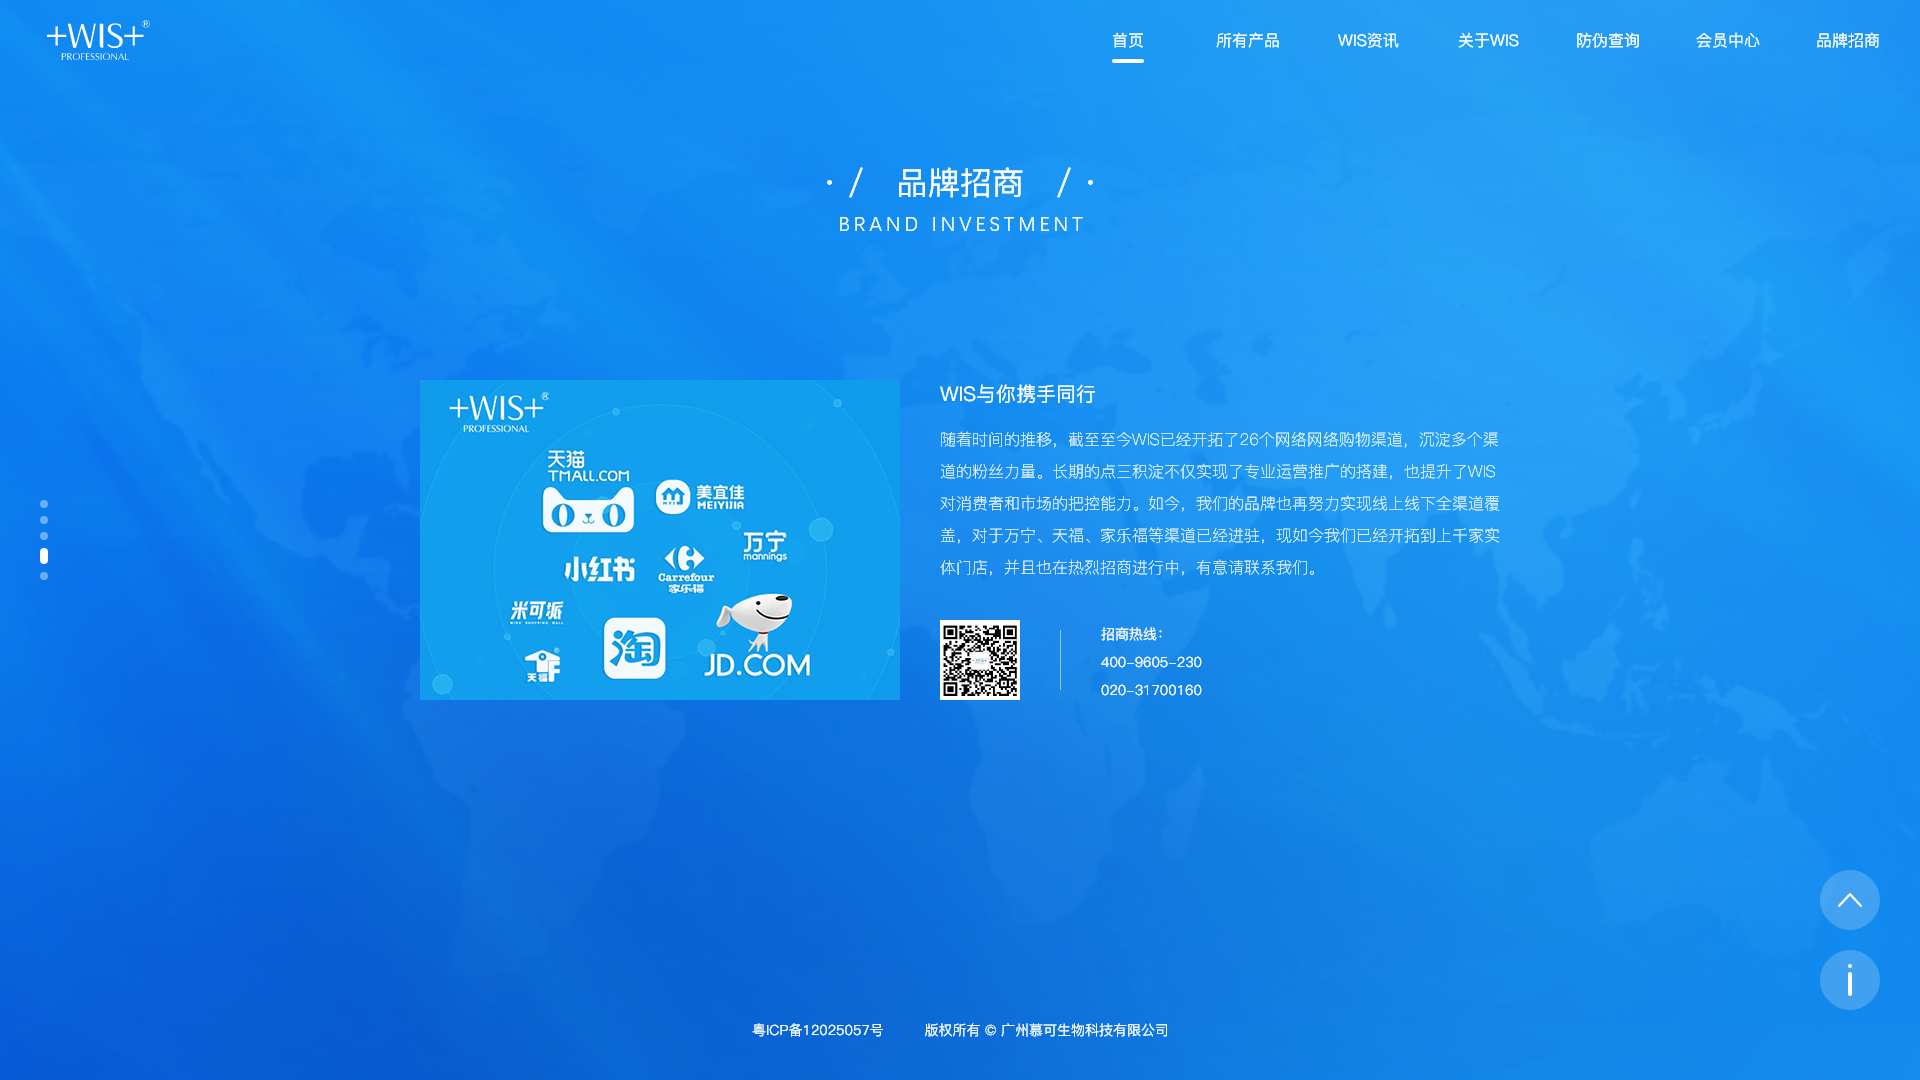 +WIS+®
PROFESSIONAL
首页
所有产品
WIS资讯
关于WIS
防伪查询
会员中心
品牌招商
· / 品牌招商 / ·
BRAND INVESTMENT
+WIS+®
PROFESSIONAL
天猫
TMALL.COM
美宜佳
MEIYIJIA
万宁
mannings
小红书
Carrefour
家乐福
米可派
天福
淘
JD.COM
WIS与你携手同行
随着时间的推移，截至至今WIS已经开拓了26个网络网络购物渠道，沉淀多个渠
道的粉丝力量。长期的点三积淀不仅实现了专业运营推广的搭建，也提升了WIS
对消费者和市场的把控能力。如今，我们的品牌也再努力实现线上线下全渠道覆
盖，对于万宁、天福、家乐福等渠道已经进驻，现如今我们已经开拓到上千家实
体门店，并且也在热烈招商进行中，有意请联系我们。
招商热线：
400-9605-230
020-31700160
粤ICP备12025057号
版权所有 © 广州慕可生物科技有限公司